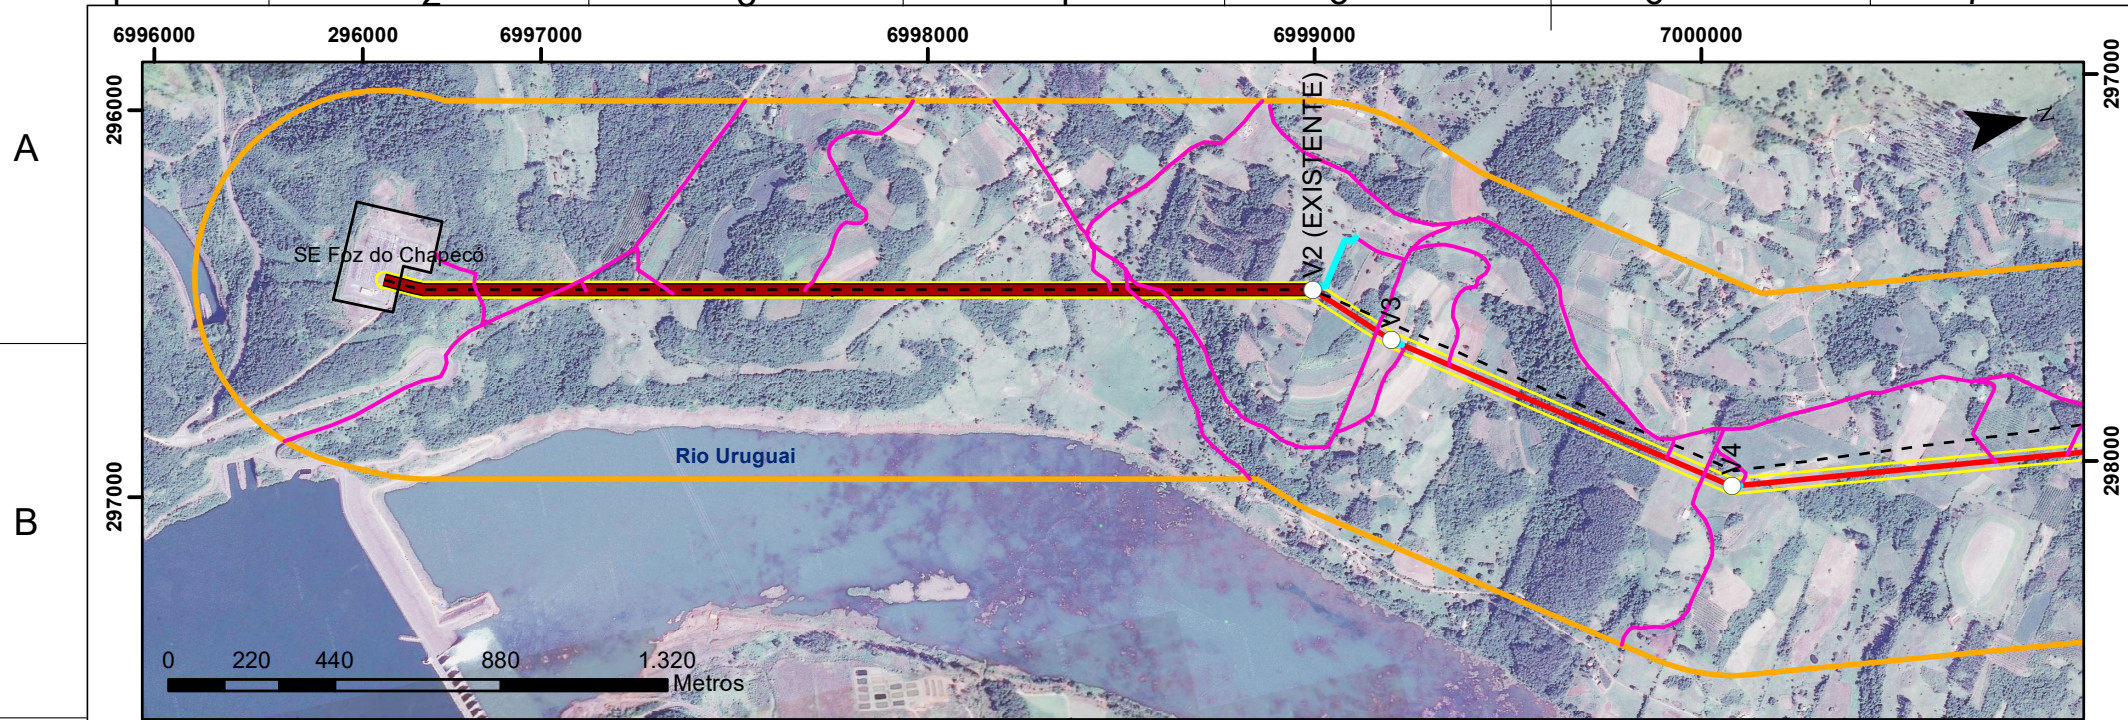 6996000 296000 6997000 6998000 6999000 7000000
296000
297000
297000
298000
A
B
N
V2 (EXISTENTE)
SE Foz do Chapecó
V3
V4
Rio Uruguai
0 220 440 880 1.320
Metros